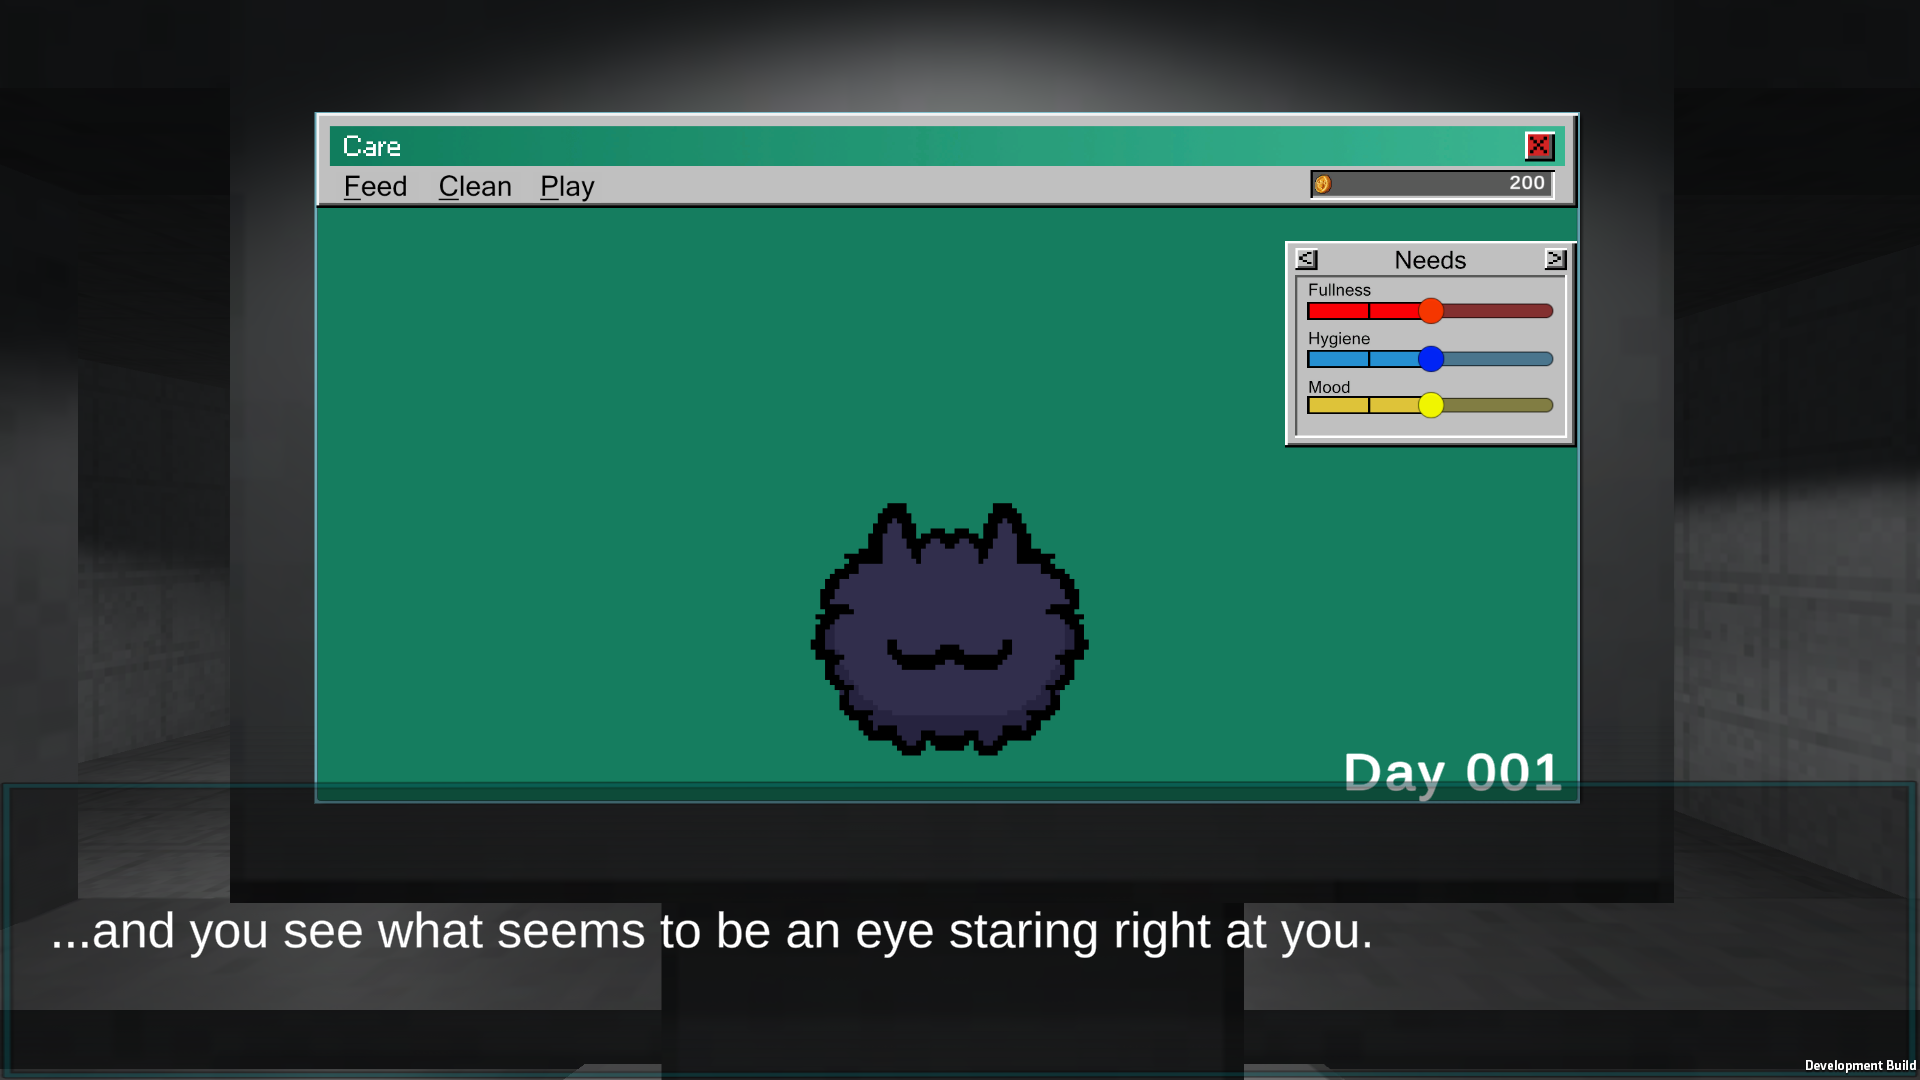 Care
Feed Clean Play 200
< Needs >
Fullness
Hygiene
Mood
Day 001
...and you see what seems to be an eye staring right at you.
Development Build